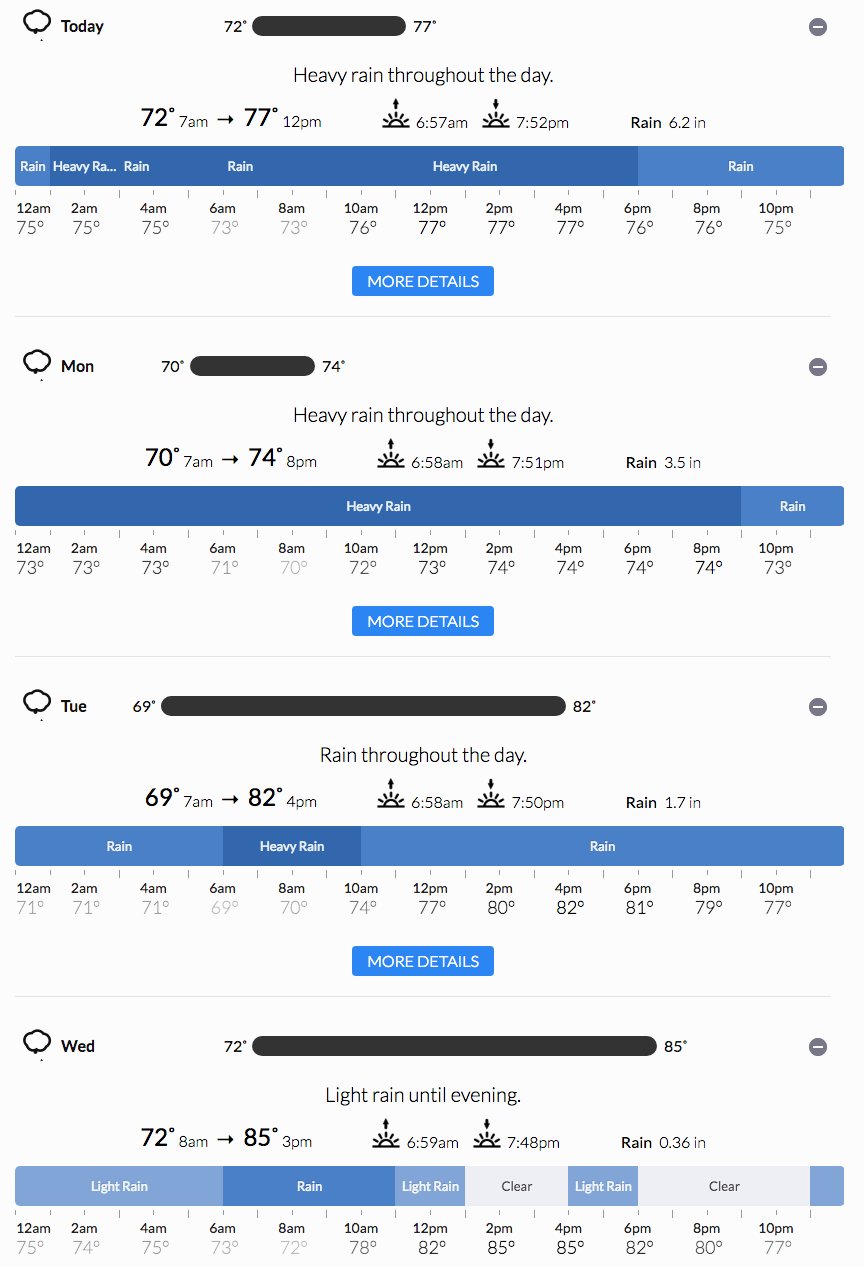 Today 72˚ 77˚
Heavy rain throughout the day.
72˚ 7am → 77˚ 12pm 6:57am 7:52pm Rain 6.2 in
Rain Heavy Ra... Rain Rain Heavy Rain Rain
12am 2am 4am 6am 8am 10am 12pm 2pm 4pm 6pm 8pm 10pm
75° 75° 75° 73° 73° 76° 77° 77° 77° 76° 76° 75°
MORE DETAILS
Mon 70˚ 74˚
Heavy rain throughout the day.
70˚ 7am → 74˚ 8pm 6:58am 7:51pm Rain 3.5 in
Heavy Rain Rain
12am 2am 4am 6am 8am 10am 12pm 2pm 4pm 6pm 8pm 10pm
73° 73° 73° 71° 70° 72° 73° 74° 74° 74° 74° 73°
MORE DETAILS
Tue 69˚ 82˚
Rain throughout the day.
69˚ 7am → 82˚ 4pm 6:58am 7:50pm Rain 1.7 in
Rain Heavy Rain Rain
12am 2am 4am 6am 8am 10am 12pm 2pm 4pm 6pm 8pm 10pm
71° 71° 71° 69° 70° 74° 77° 80° 82° 81° 79° 77°
MORE DETAILS
Wed 72˚ 85˚
Light rain until evening.
72˚ 8am → 85˚ 3pm 6:59am 7:48pm Rain 0.36 in
Light Rain Rain Light Rain Clear Light Rain Clear
12am 2am 4am 6am 8am 10am 12pm 2pm 4pm 6pm 8pm 10pm
75° 74° 75° 73° 72° 78° 82° 85° 85° 82° 80° 77°